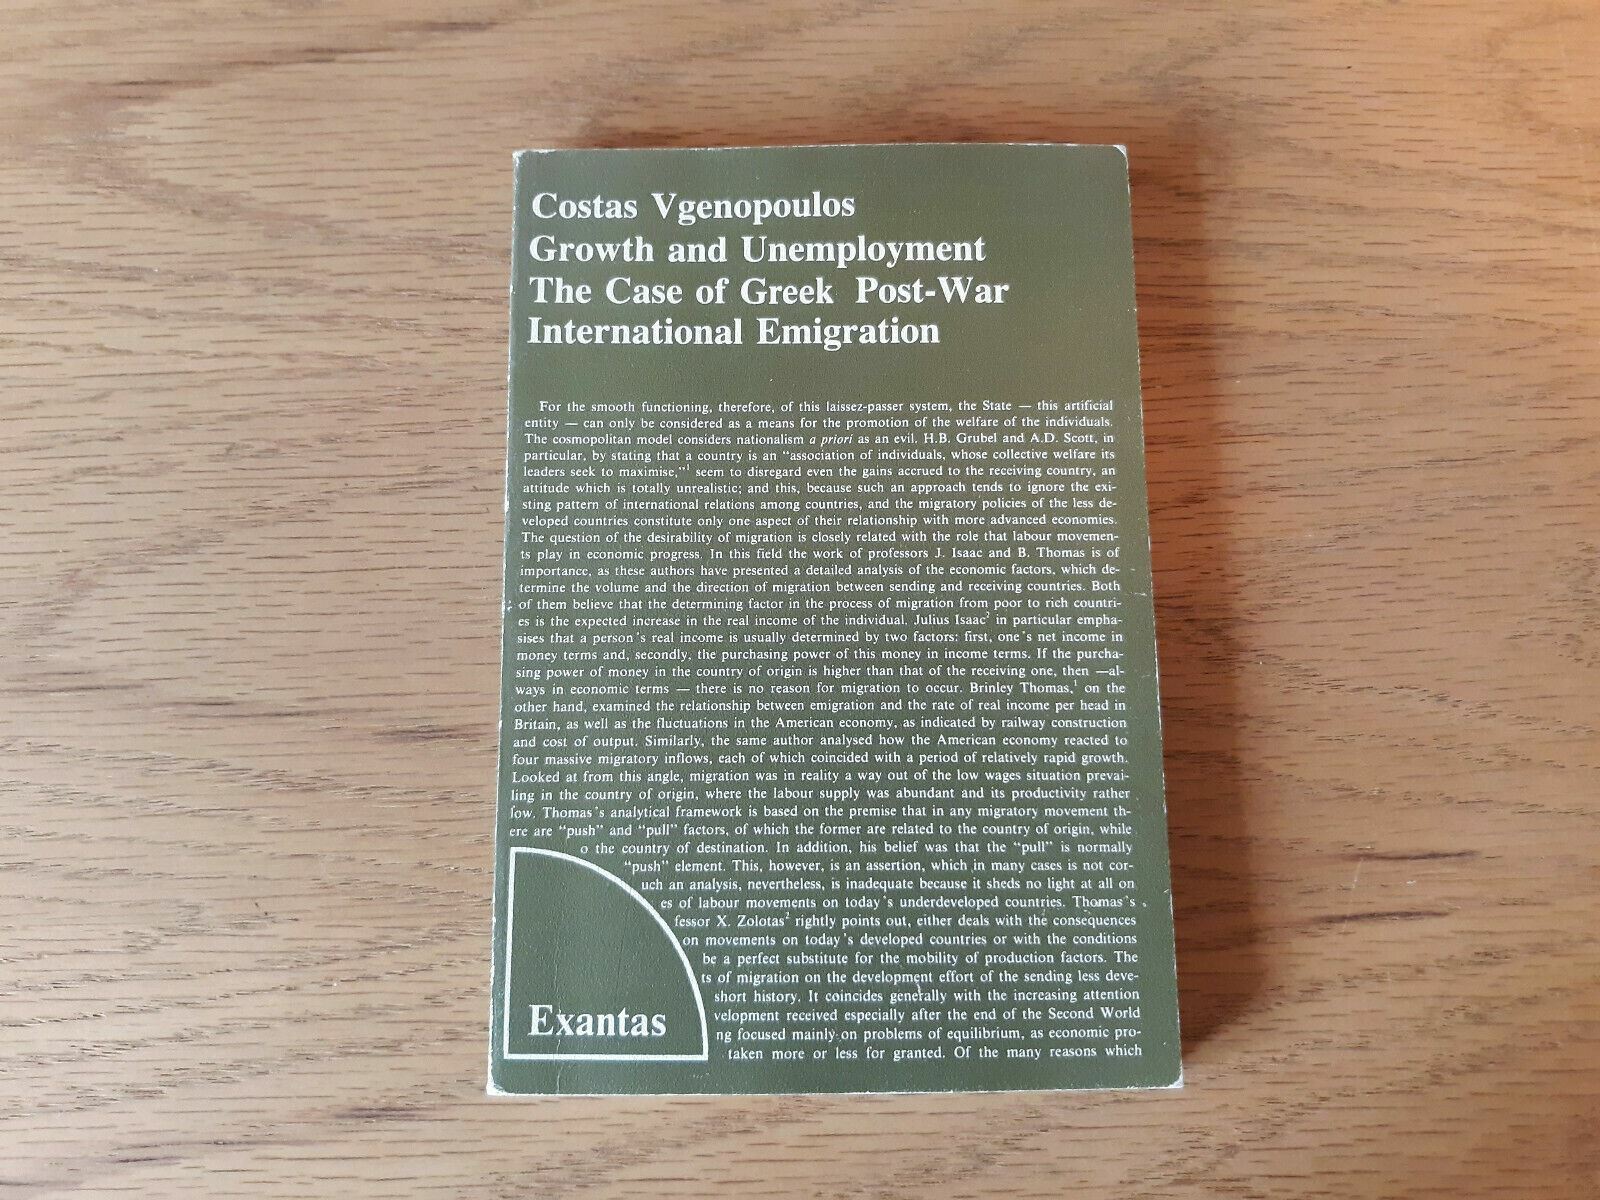 Costas Vgenopoulos
Growth and Unemployment
The Case of Greek Post-War
International Emigration
For the smooth functioning, therefore, of this laissez-passer system, the State — this artificial
entity — can only be considered as a means for the promotion of the welfare of the individuals.
The cosmopolitan model considers nationalism a priori as an evil. H.B. Grubel and A.D. Scott, in
particular, by stating that a country is an “association of individuals, whose collective welfare its
leaders seek to maximise,”¹ seem to disregard even the gains accrued to the receiving country, an
attitude which is totally unrealistic; and this, because such an approach tends to ignore the exi-
sting pattern of international relations among countries, and the migratory policies of the less de-
veloped countries constitute only one aspect of their relationship with more advanced economies.
The question of the desirability of migration is closely related with the role that labour movemen-
ts play in economic progress. In this field the work of professors J. Isaac and B. Thomas is of
importance, as these authors have presented a detailed analysis of the economic factors, which de-
termine the volume and the direction of migration between sending and receiving countries. Both
of them believe that the determining factor in the process of migration from poor to rich countri-
es is the expected increase in the real income of the individual. Julius Isaac² in particular empha-
sises that a person's real income is usually determined by two factors: first, one's net income in
money terms and, secondly, the purchasing power of this money in income terms. If the purcha-
sing power of money in the country of origin is higher than that of the receiving one, then —al-
ways in economic terms — there is no reason for migration to occur. Brinley Thomas,¹ on the
other hand, examined the relationship between emigration and the rate of real income per head in
Britain, as well as the fluctuations in the American economy, as indicated by railway construction
and cost of output. Similarly, the same author analysed how the American economy reacted to
four massive migratory inflows, each of which coincided with a period of relatively rapid growth.
Looked at from this angle, migration was in reality a way out of the low wages situation prevai-
ling in the country of origin, where the labour supply was abundant and its productivity rather
low. Thomas's analytical framework is based on the premise that in any migratory movement th-
ere are “push” and “pull” factors, of which the former are related to the country of origin, while
o the country of destination. In addition, his belief was that the “pull” is normally
“push” element. This, however, is an assertion, which in many cases is not cor-
uch an analysis, nevertheless, is inadequate because it sheds no light at all on
es of labour movements on today's underdeveloped countries. Thomas's
fessor X. Zolotas² rightly points out, either deals with the consequences
on movements on today's developed countries or with the conditions
be a perfect substitute for the mobility of production factors. The
ts of migration on the development effort of the sending less deve-
short history. It coincides generally with the increasing attention
velopment received especially after the end of the Second World
ng focused mainly on problems of equilibrium, as economic pro-
taken more or less for granted. Of the many reasons which
Exantas